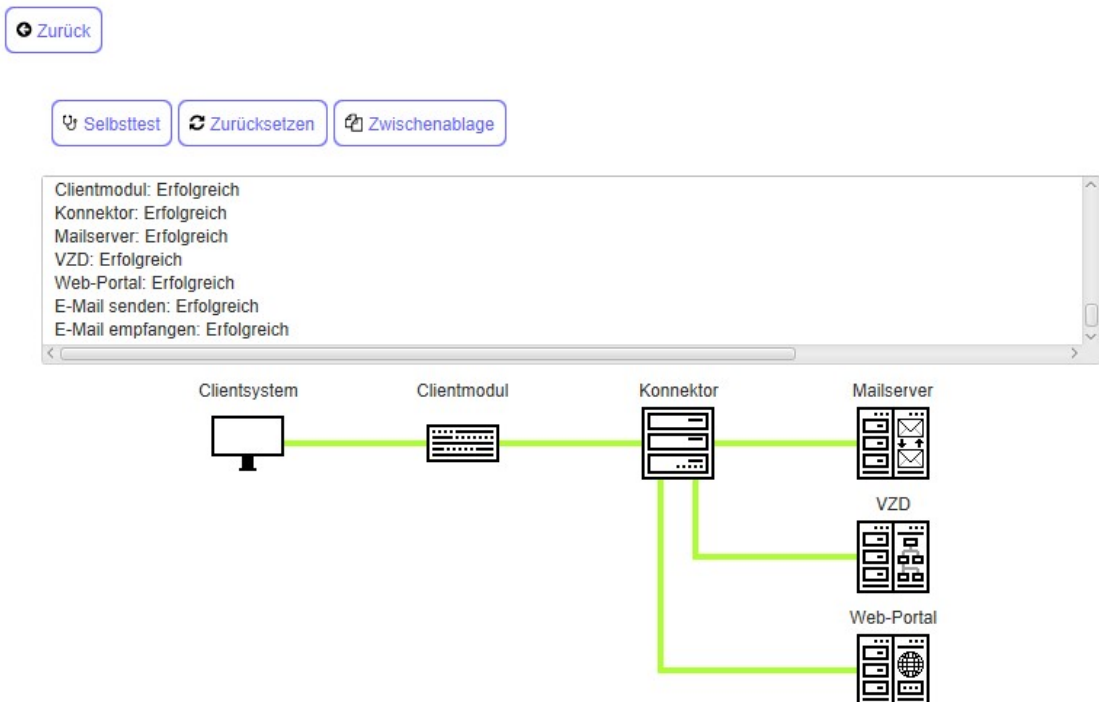 Zurück
Selbsttest Zurücksetzen Zwischenablage
Clientmodul: Erfolgreich
Konnektor: Erfolgreich
Mailserver: Erfolgreich
VZD: Erfolgreich
Web-Portal: Erfolgreich
E-Mail senden: Erfolgreich
E-Mail empfangen: Erfolgreich
Clientsystem Clientmodul Konnektor Mailserver
VZD
Web-Portal